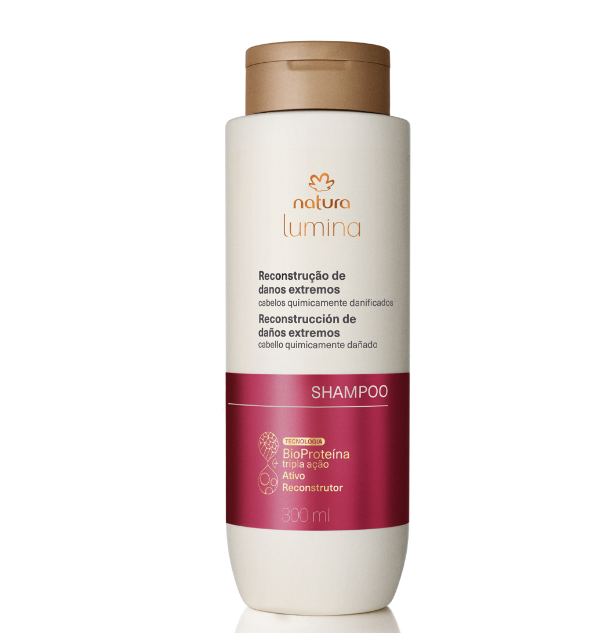 natura
lumina
Reconstrução de
danos extremos
cabelos quimicamente danificados
Reconstrucción de
daños extremos
cabello quimicamente dañado
SHAMPOO
TECNOLOGIA
BioProteína
tripla ação
Ativo
Reconstrutor
300 ml